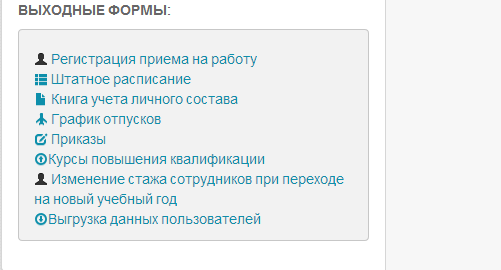 ВЫХОДНЫЕ ФОРМЫ:
Регистрация приема на работу
Штатное расписание
Книга учета личного состава
График отпусков
Приказы
Курсы повышения квалификации
Изменение стажа сотрудников при переходе
на новый учебный год
Выгрузка данных пользователей